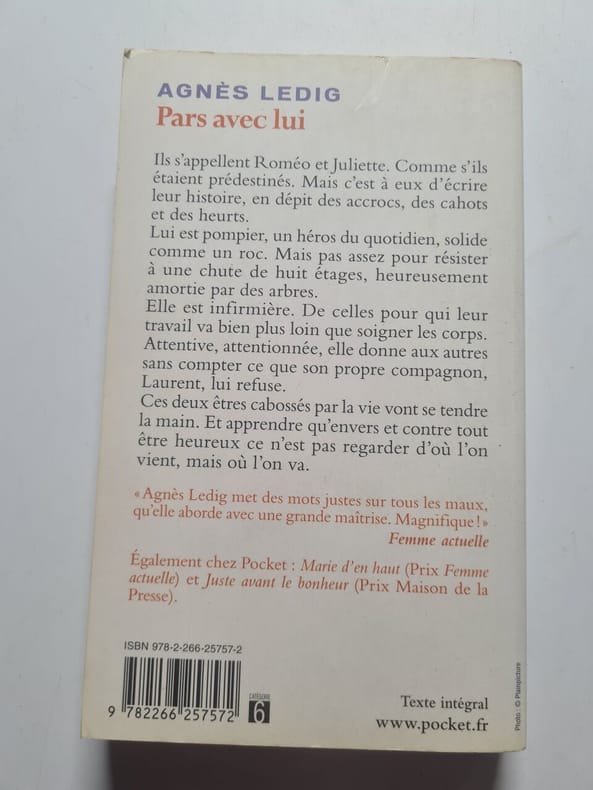 AGNÈS LEDIG
Pars avec lui
Ils s'appellent Roméo et Juliette. Comme s'ils
étaient prédestinés. Mais c'est à eux d'écrire
leur histoire, en dépit des accrocs, des cahots
et des heurts.
Lui est pompier, un héros du quotidien, solide
comme un roc. Mais pas assez pour résister
à une chute de huit étages, heureusement
amortie par des arbres.
Elle est infirmière. De celles pour qui leur
travail va bien plus loin que soigner les corps.
Attentive, attentionnée, elle donne aux autres
sans compter ce que son propre compagnon,
Laurent, lui refuse.
Ces deux êtres cabossés par la vie vont se tendre
la main. Et apprendre qu'envers et contre tout
être heureux ce n'est pas regarder d'où l'on
vient, mais où l'on va.
« Agnès Ledig met des mots justes sur tous les maux,
qu'elle aborde avec une grande maîtrise. Magnifique ! »
Femme actuelle
Également chez Pocket : Marie d'en haut (Prix Femme
actuelle) et Juste avant le bonheur (Prix Maison de la
Presse).
ISBN 978-2-266-25757-2
9 782266 257572
CATÉGORIE
6
Texte intégral
www.pocket.fr
Photo : © Plainpicture